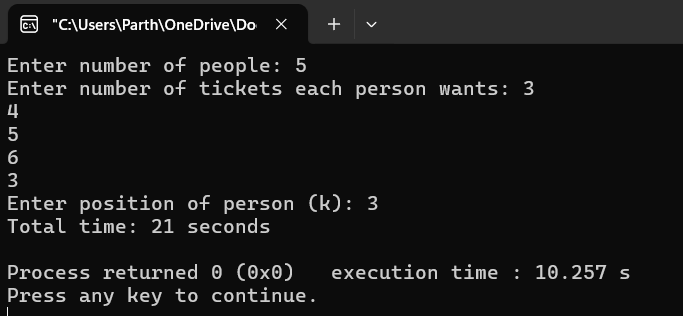 "C:\Users\Parth\OneDrive\Do
Enter number of people: 5
Enter number of tickets each person wants: 3
4
5
6
3
Enter position of person (k): 3
Total time: 21 seconds
Process returned 0 (0x0)   execution time : 10.257 s
Press any key to continue.